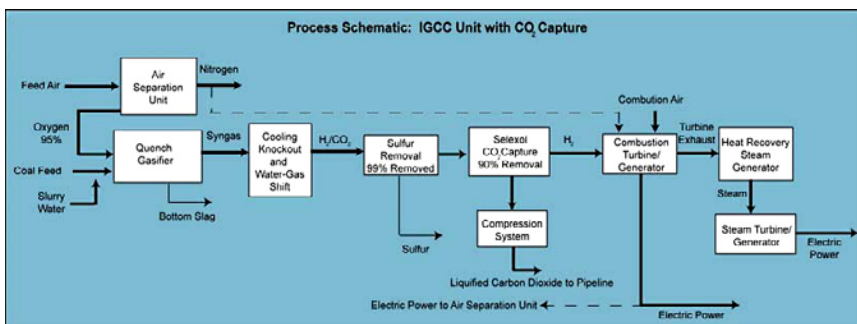 Process Schematic: IGCC Unit with CO2 Capture
Feed Air
Air
Separation
Unit
Nitrogen
Oxygen
95%
Coal Feed
Slurry
Water
Quench
Gasifier
Bottom Slag
Syngas
Cooling
Knockout
and
Water-Gas
Shift
H2/CO2
Sulfur
Removal
99% Removed
Sulfur
Selexol
CO2Capture
90% Removal
Compression
System
Liquified Carbon Dioxide to Pipeline
H2
Combution Air
Combustion
Turbine/
Generator
Turbine
Exhaust
Heat Recovery
Steam
Generator
Steam
Steam Turbine/
Generator
Electric
Power
Electric Power to Air Separation Unit
Electric Power